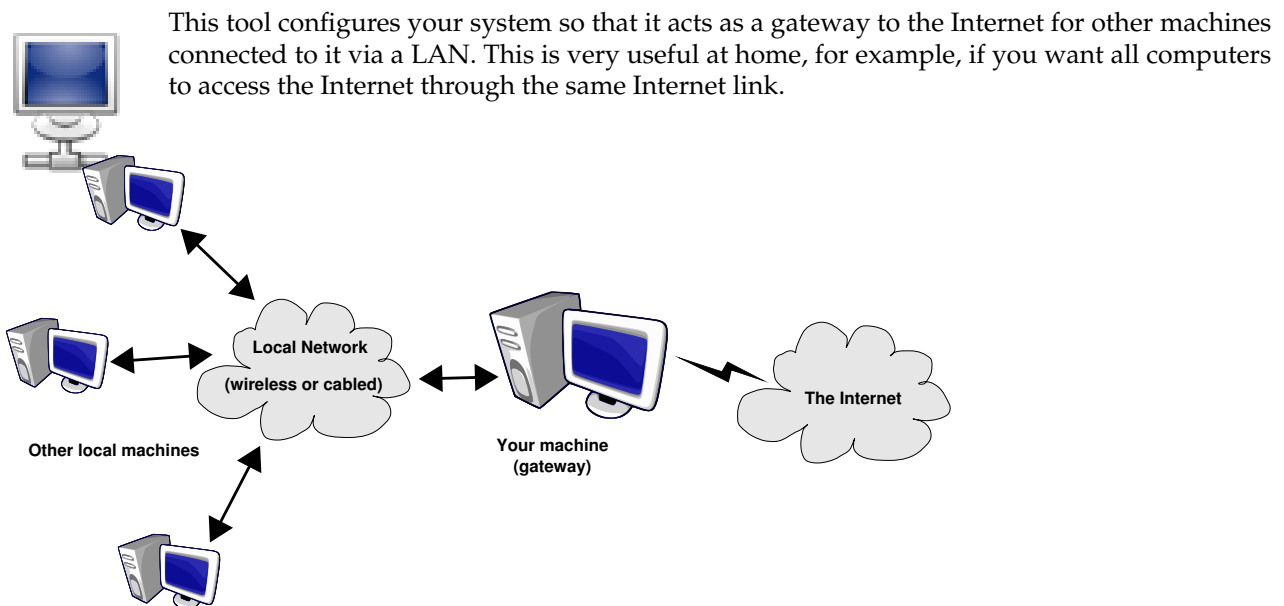 This tool configures your system so that it acts as a gateway to the Internet for other machines
connected to it via a LAN. This is very useful at home, for example, if you want all computers
to access the Internet through the same Internet link.
Local Network
(wireless or cabled)
The Internet
Other local machines
Your machine
(gateway)